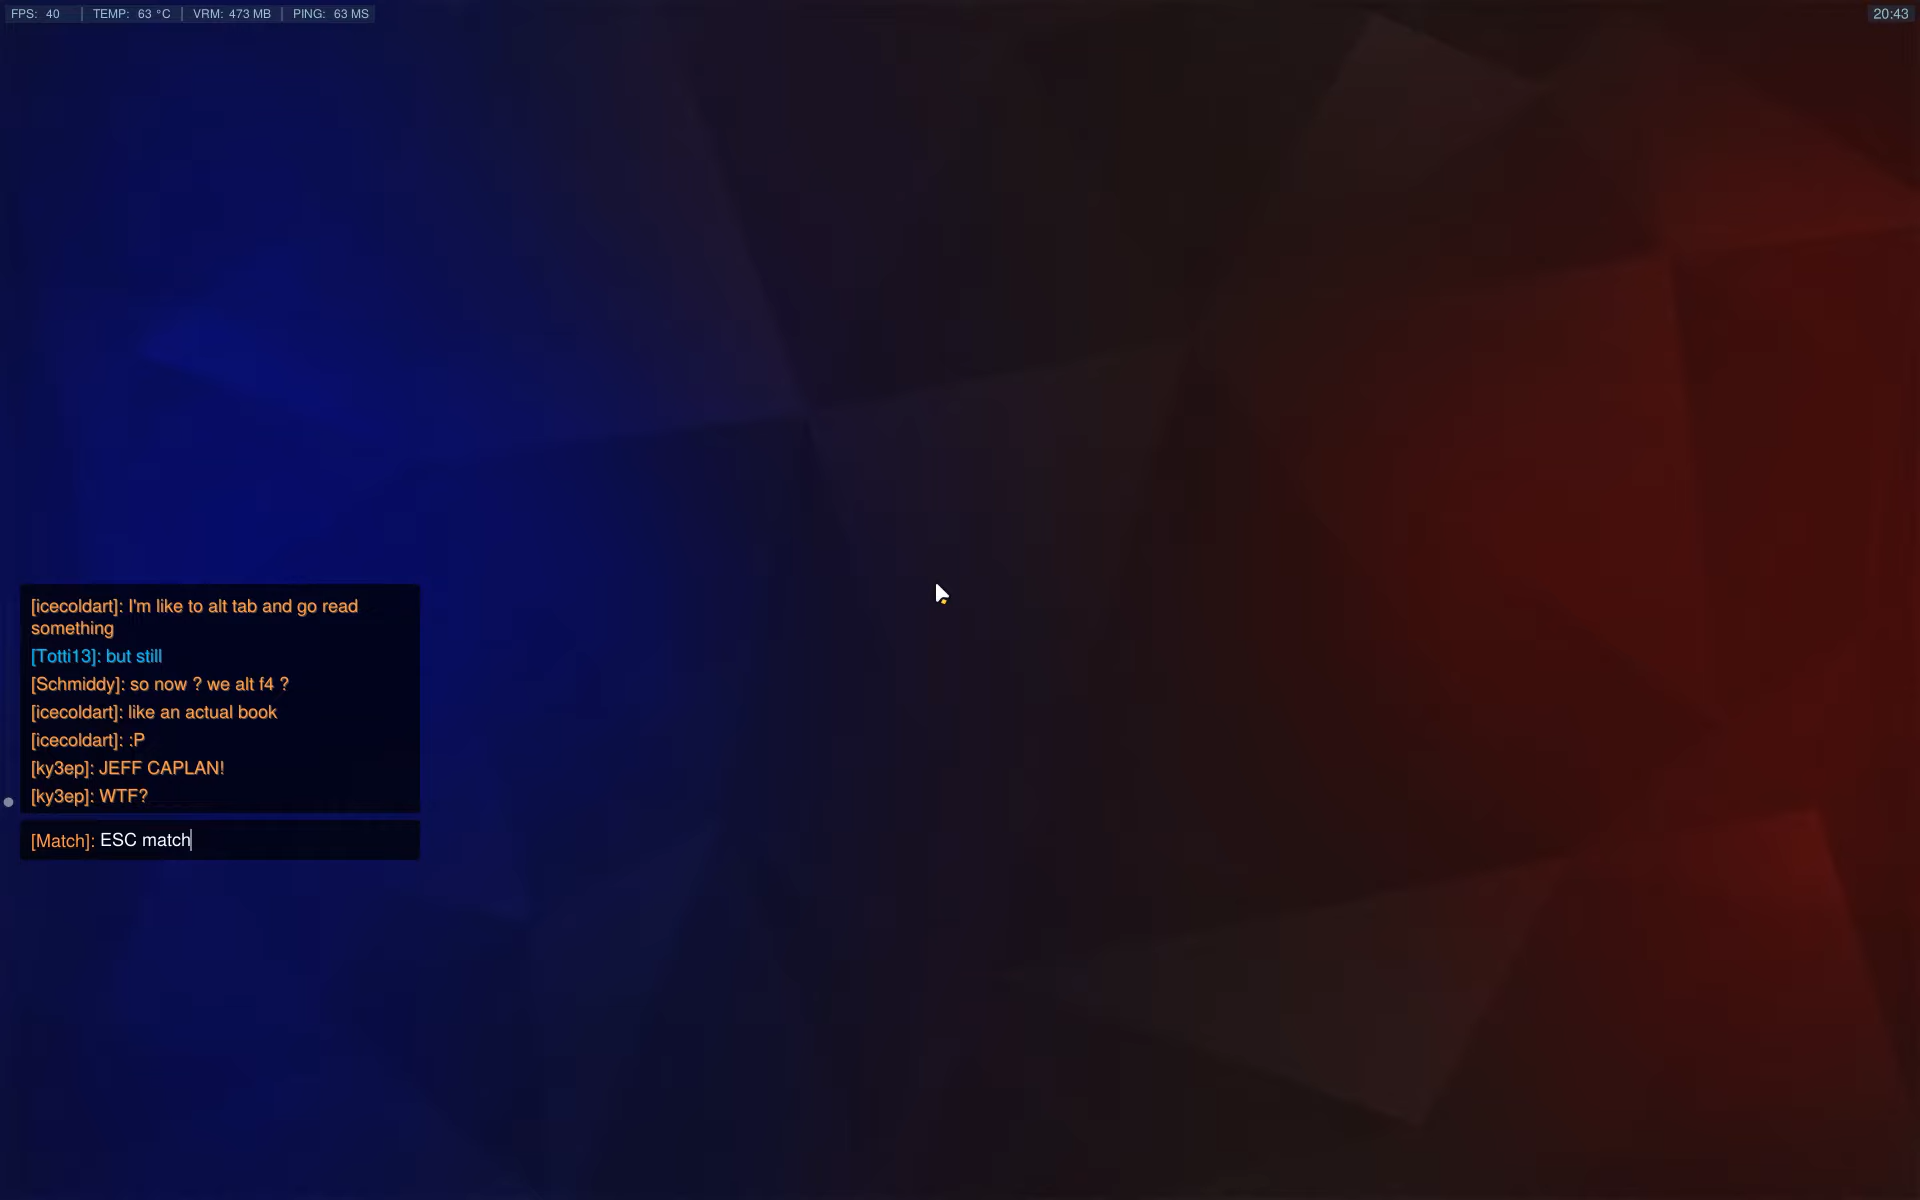 FPS: 40 | TEMP: 63 °C | VRM: 473 MB | PING: 63 MS
20:43
[icecoldart]: I'm like to alt tab and go read
something
[Totti13]: but still
[Schmiddy]: so now ? we alt f4 ?
[icecoldart]: like an actual book
[icecoldart]: :P
[ky3ep]: JEFF CAPLAN!
[ky3ep]: WTF?
[Match]: ESC match